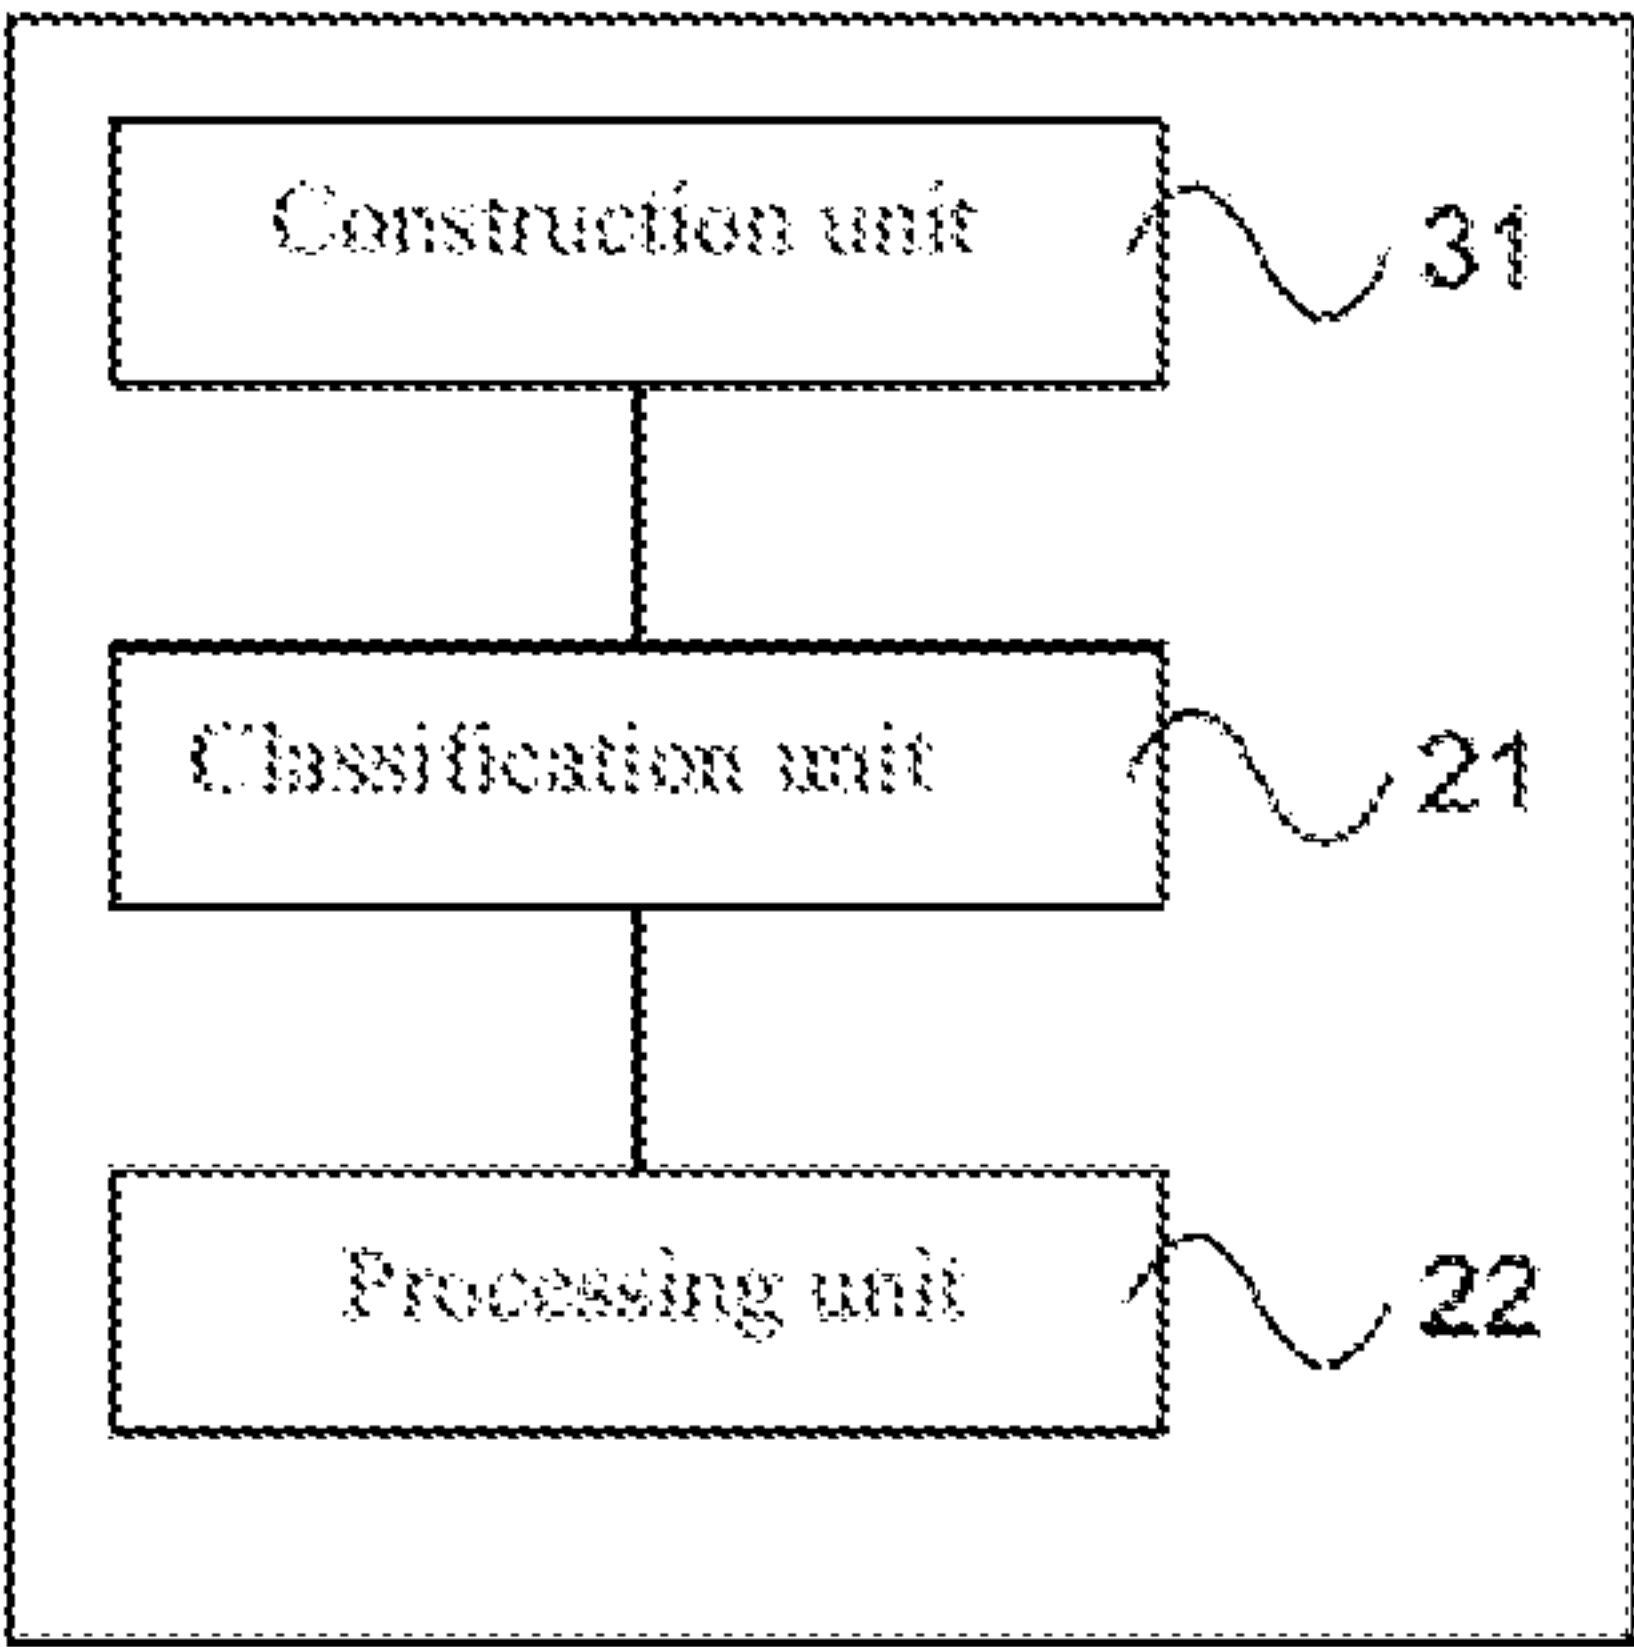 Construction unit
31
Classification unit
21
Processing unit
22